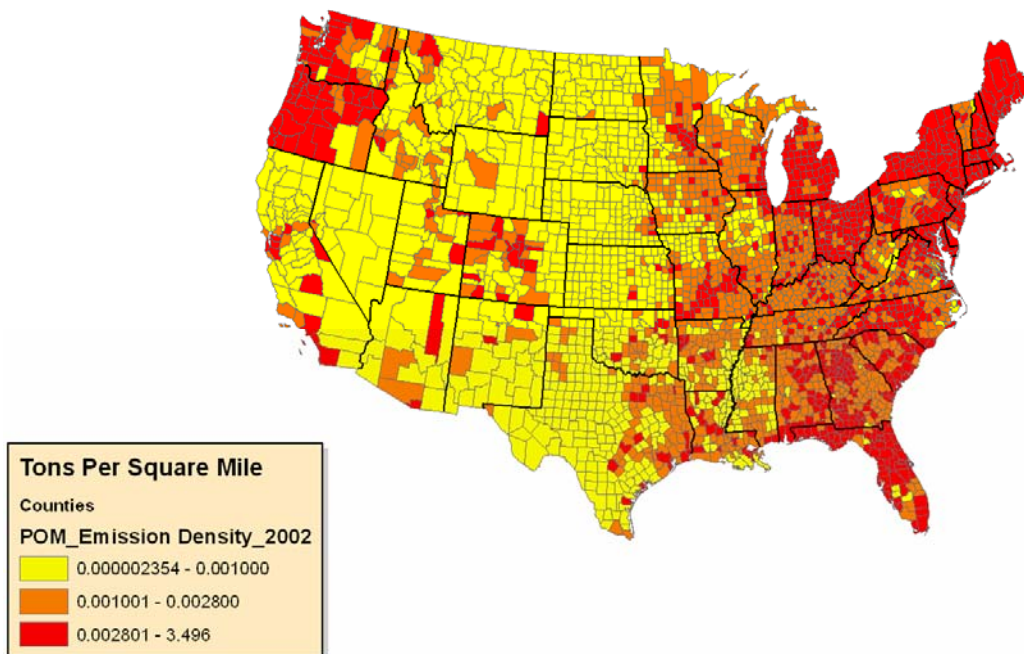 Tons Per Square Mile
Counties
POM_Emission Density_2002
0.000002354 - 0.001000
0.001001 - 0.002800
0.002801 - 3.496